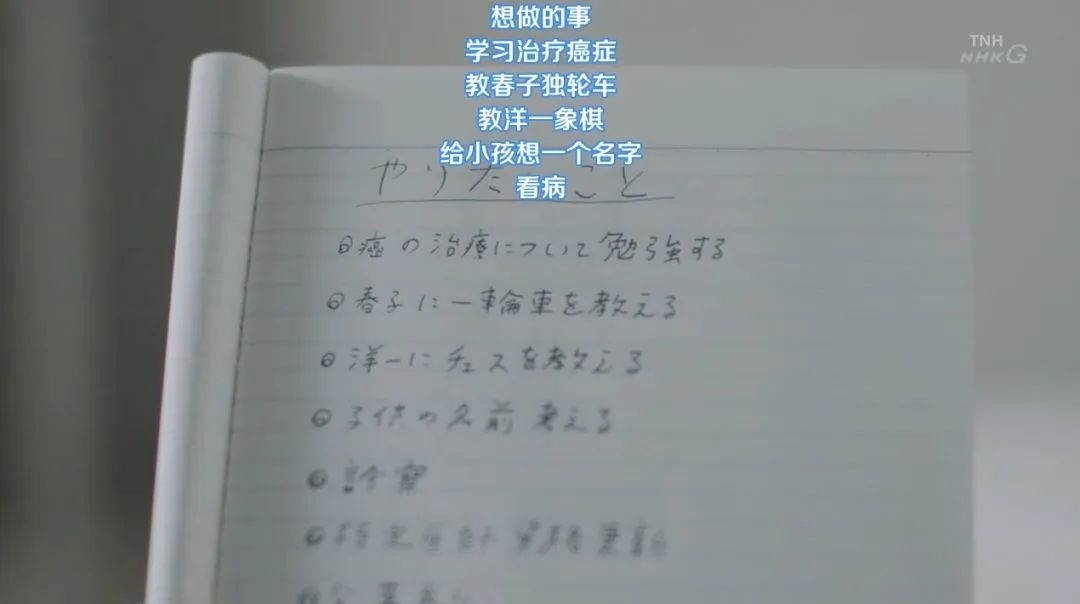 想做的事
学习治疗癌症
教春子独轮车
教洋一象棋
给小孩想一个名字
看病
TNH
NHK G
やりたいこと
癌の治療について勉強する
春子に一輪車を教える
洋一にチェスを教える
子供の名前考える
診察